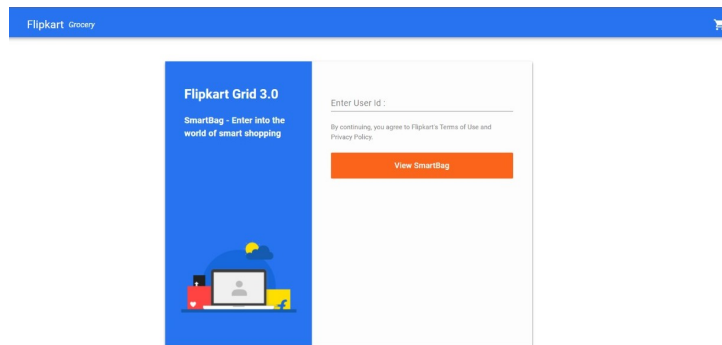 Flipkart Grocery
Flipkart Grid 3.0
SmartBag - Enter into the
world of smart shopping
Enter User Id :
By continuing, you agree to Flipkart's Terms of Use and
Privacy Policy.
View SmartBag